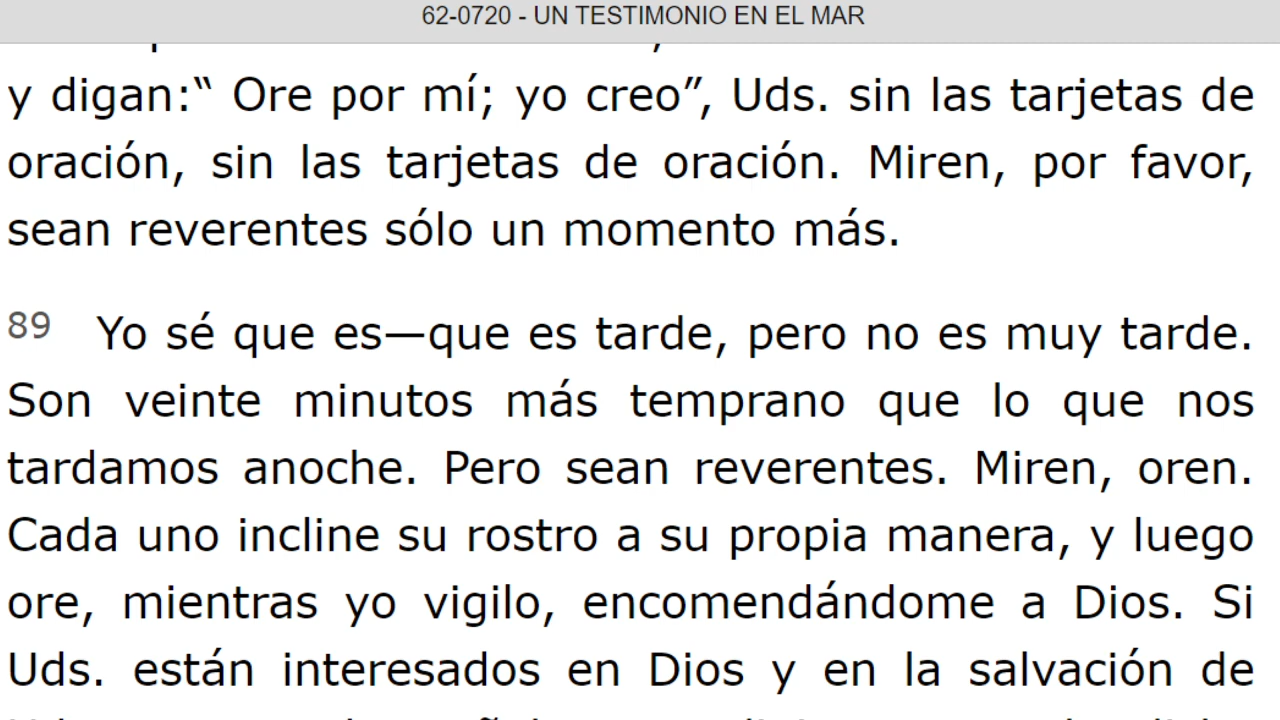 62-0720 - UN TESTIMONIO EN EL MAR
y digan:“ Ore por mí; yo creo”, Uds. sin las tarjetas de
oración, sin las tarjetas de oración. Miren, por favor,
sean reverentes sólo un momento más.
89 Yo sé que es—que es tarde, pero no es muy tarde.
Son veinte minutos más temprano que lo que nos
tardamos anoche. Pero sean reverentes. Miren, oren.
Cada uno incline su rostro a su propia manera, y luego
ore, mientras yo vigilo, encomendándome a Dios. Si
Uds. están interesados en Dios y en la salvación de